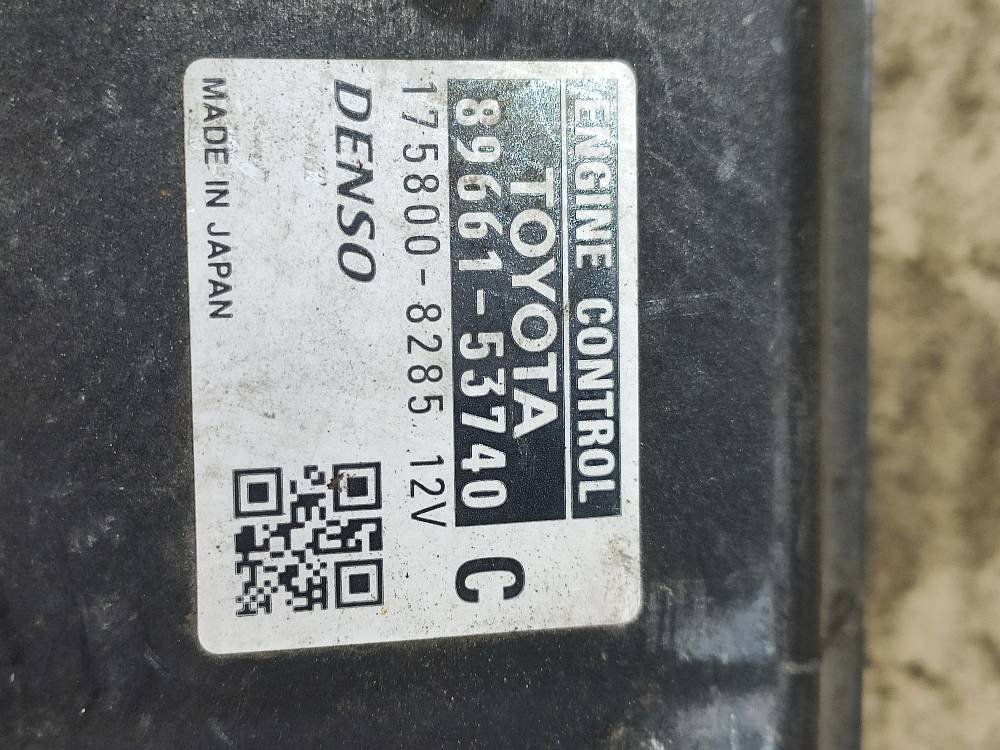 ENGINE CONTROL
TOYOTA
89661-53740 C
175800-8285 12V
DENSO
MADE IN JAPAN